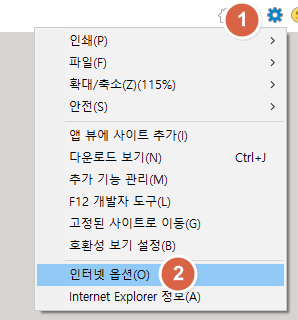 1
인쇄(P)
파일(F)
확대/축소(Z)(115%)
안전(S)
앱 뷰에 사이트 추가(I)
다운로드 보기(N) Ctrl+J
추가 기능 관리(M)
F12 개발자 도구(L)
고정된 사이트로 이동(G)
호환성 보기 설정(B)
인터넷 옵션(O) 2
Internet Explorer 정보(A)